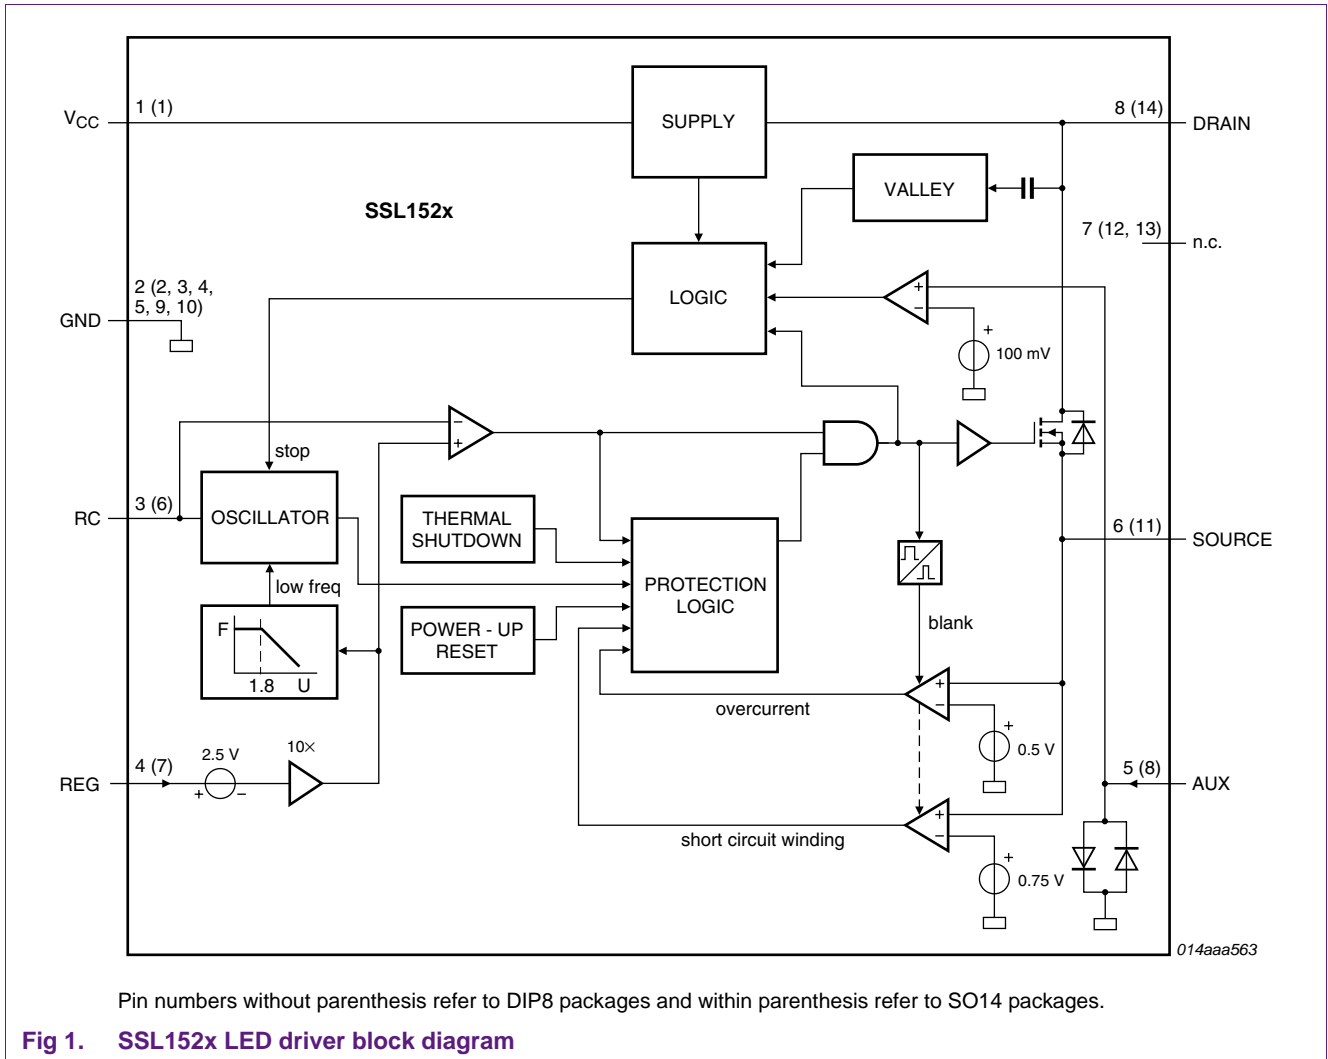 1 (1)
VCC
SUPPLY
8 (14)
DRAIN
VALLEY
SSL152x
7 (12, 13)
n.c.
2 (2, 3, 4,
5, 9, 10)
GND
LOGIC
+
−
+
100 mV
−
+
stop
3 (6)
RC
OSCILLATOR
THERMAL
SHUTDOWN
6 (11)
SOURCE
low freq
PROTECTION
LOGIC
F
1.8 U
POWER - UP
RESET
blank
+
−
overcurrent
+
0.5 V
4 (7)
REG
2.5 V
+ −
10×
5 (8)
AUX
+
−
short circuit winding
+
0.75 V
014aaa563
Pin numbers without parenthesis refer to DIP8 packages and within parenthesis refer to SO14 packages.
Fig 1. SSL152x LED driver block diagram